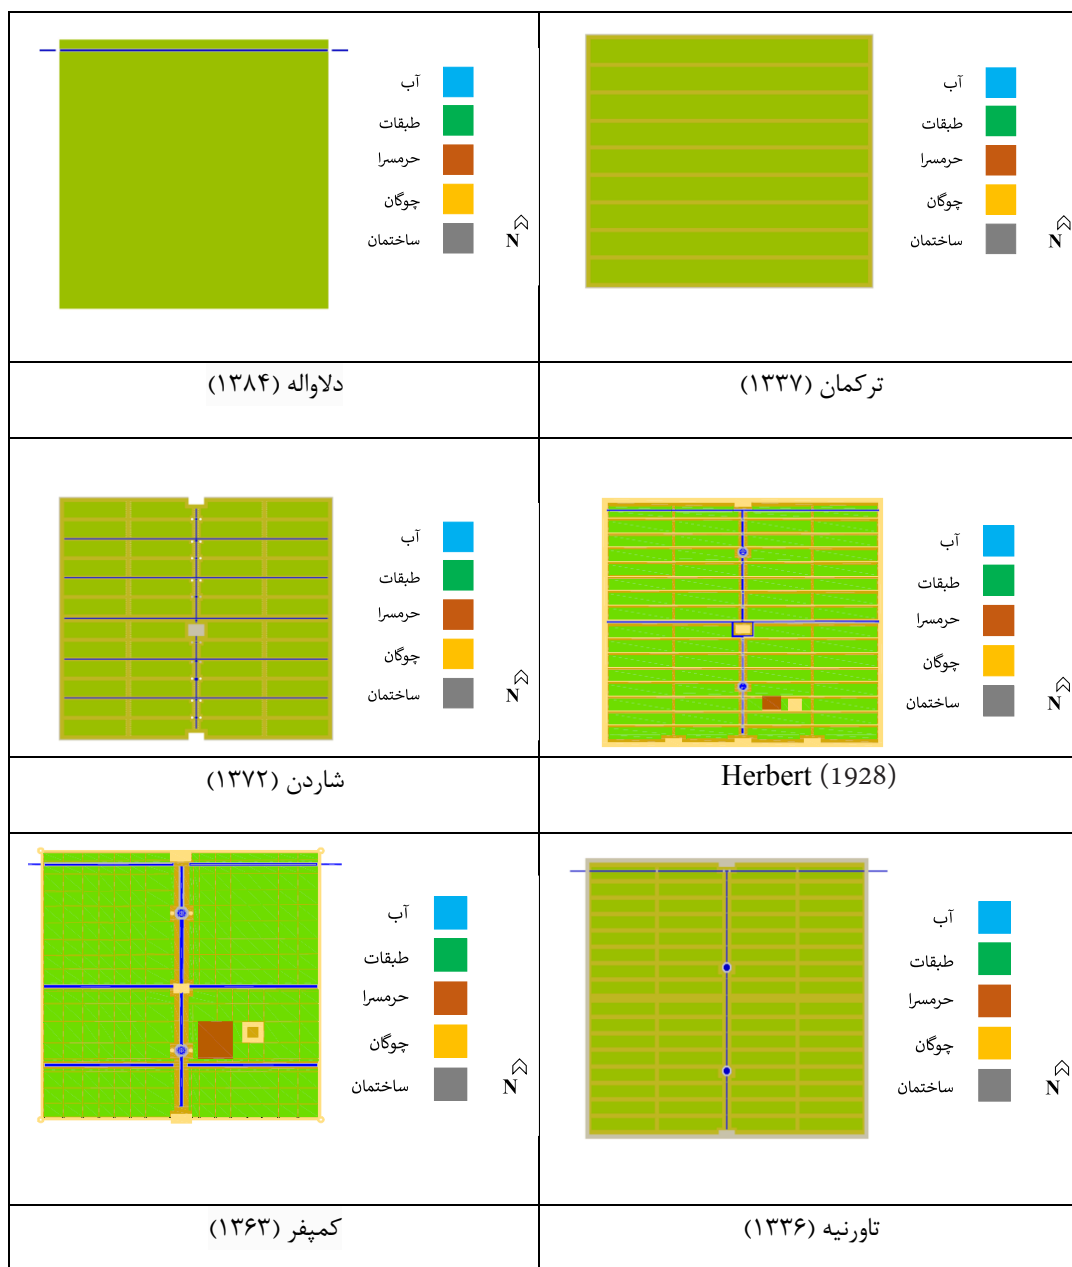 آب
طبقات
حرمسرا
چوگان
ساختمان
N
ترکمان (۱۳۳۷)
آب
طبقات
حرمسرا
چوگان
ساختمان
N
دلاواله (۱۳۸۴)
آب
طبقات
حرمسرا
چوگان
ساختمان
N
Herbert (1928)
آب
طبقات
حرمسرا
چوگان
ساختمان
N
شاردن (۱۳۷۲)
آب
طبقات
حرمسرا
چوگان
ساختمان
N
تاورنیه (۱۳۳۶)
آب
طبقات
حرمسرا
چوگان
ساختمان
N
کمپفر (۱۳۶۳)